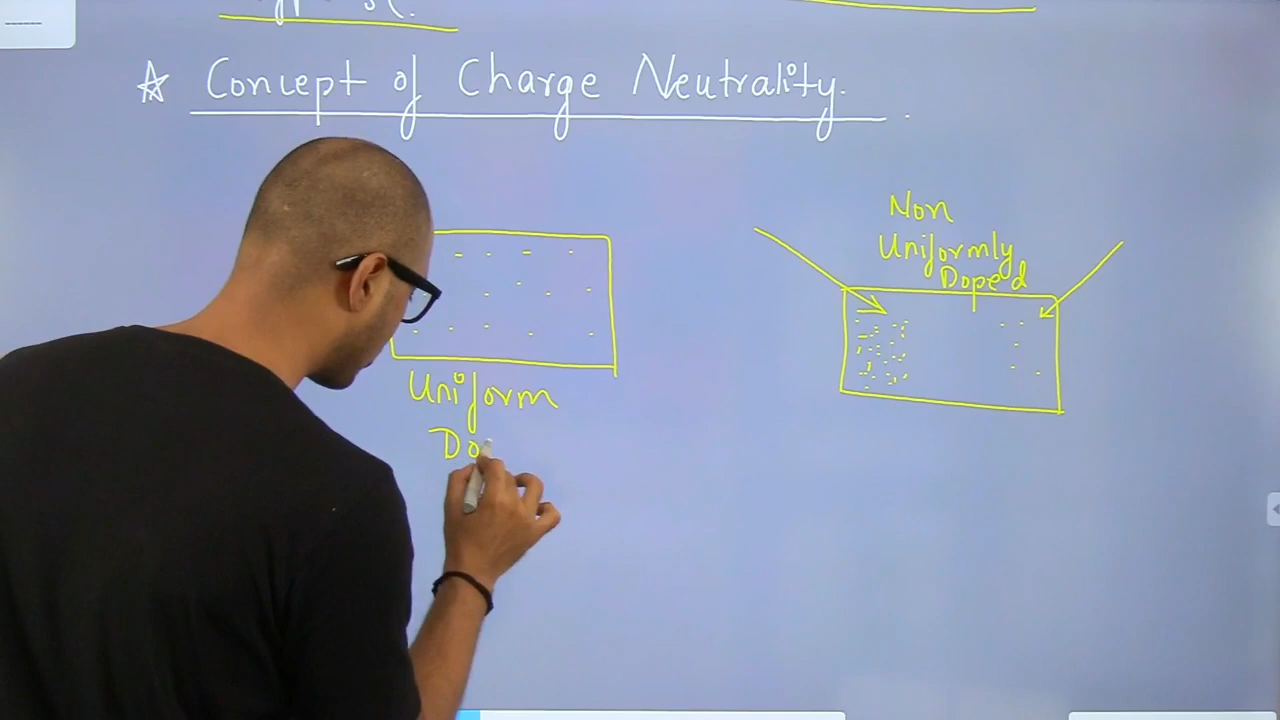 ☆ Concept of Charge Neutrality.
Uniform
Do
Non
Uniformly
Doped